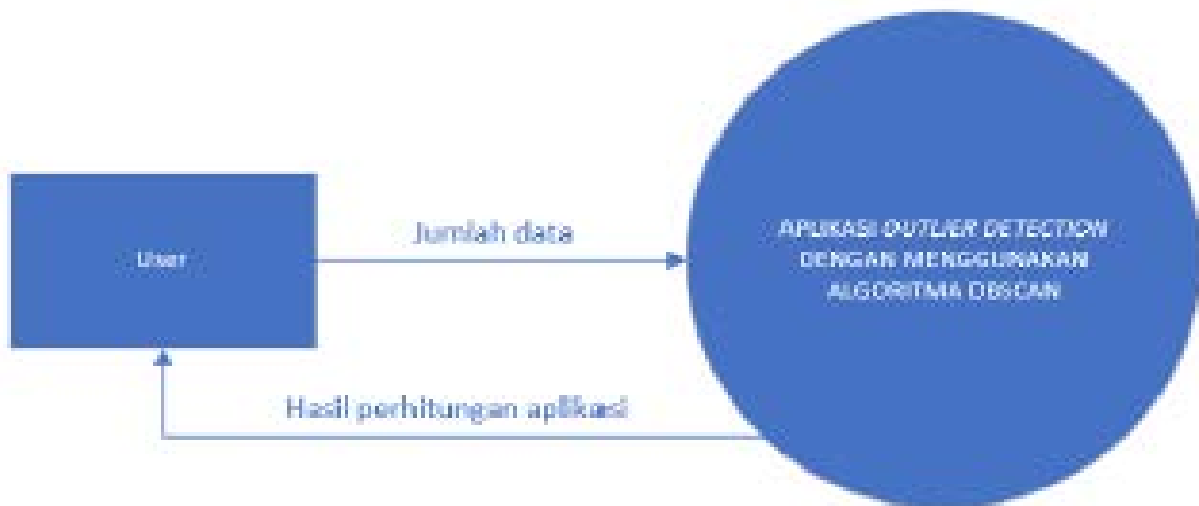 User
Jumlah data
APLIKASI OUTLIER DETECTION
DENGAN MENGGUNAKAN
ALGORITMA DBSCAN
Hasil perhitungan aplikasi